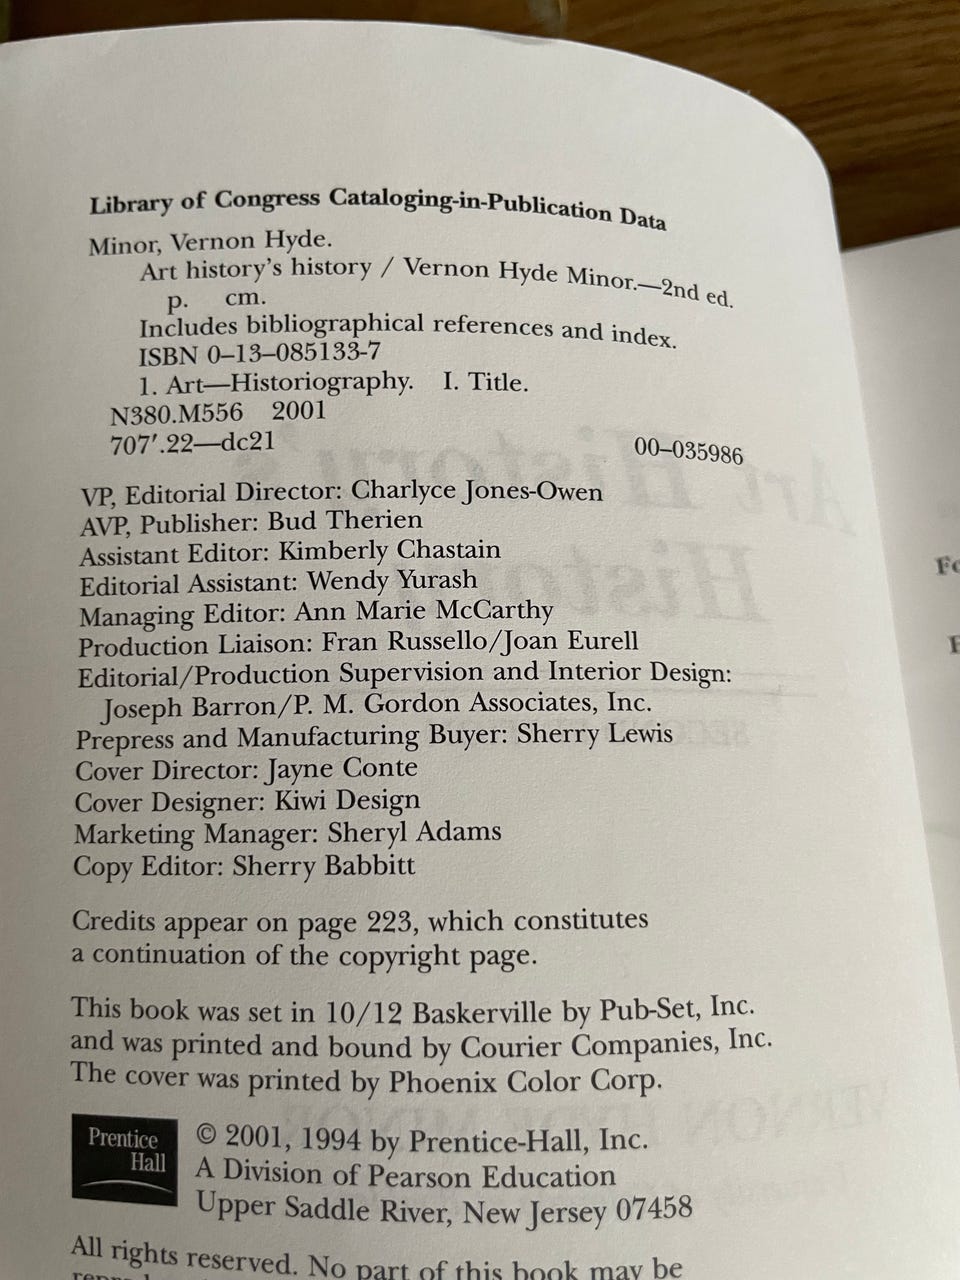 Library of Congress Cataloging-in-Publication Data
Minor, Vernon Hyde.
Art history's history / Vernon Hyde Minor.—2nd ed.
p. cm.
Includes bibliographical references and index.
ISBN 0–13–085133-7
1. Art—Historiography. I. Title.
N380.M556 2001
707′.22—dc21 00–035986
VP, Editorial Director: Charlyce Jones-Owen
AVP, Publisher: Bud Therien
Assistant Editor: Kimberly Chastain
Editorial Assistant: Wendy Yurash
Managing Editor: Ann Marie McCarthy
Production Liaison: Fran Russello/Joan Eurell
Editorial/Production Supervision and Interior Design:
Joseph Barron/P. M. Gordon Associates, Inc.
Prepress and Manufacturing Buyer: Sherry Lewis
Cover Director: Jayne Conte
Cover Designer: Kiwi Design
Marketing Manager: Sheryl Adams
Copy Editor: Sherry Babbitt
Credits appear on page 223, which constitutes
a continuation of the copyright page.
This book was set in 10/12 Baskerville by Pub-Set, Inc.
and was printed and bound by Courier Companies, Inc.
The cover was printed by Phoenix Color Corp.
Prentice
Hall
© 2001, 1994 by Prentice-Hall, Inc.
A Division of Pearson Education
Upper Saddle River, New Jersey 07458
All rights reserved. No part of this book may be